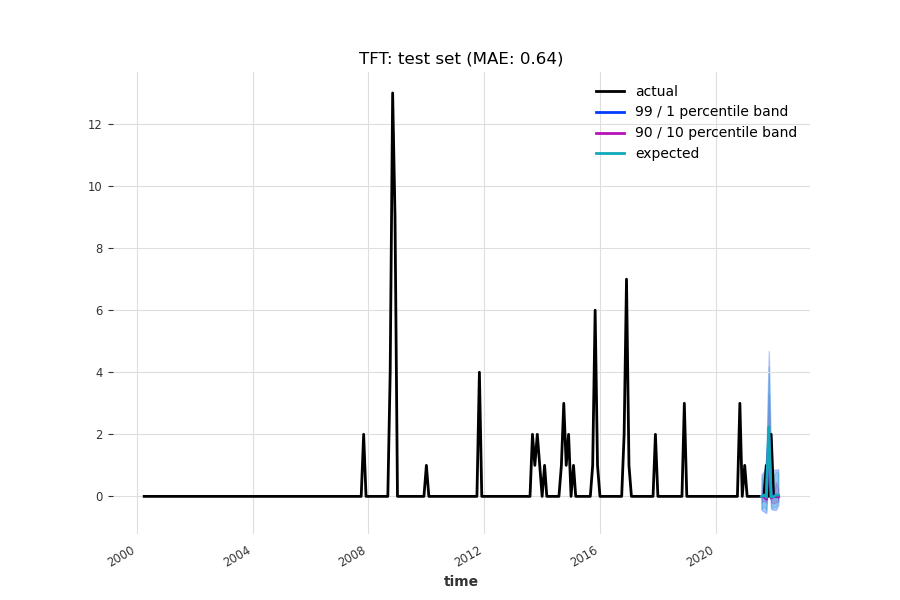 TFT: test set (MAE: 0.64)
actual
99 / 1 percentile band
90 / 10 percentile band
expected
12
10
8
6
4
2
0
2000
2004
2008
2012
2016
2020
time